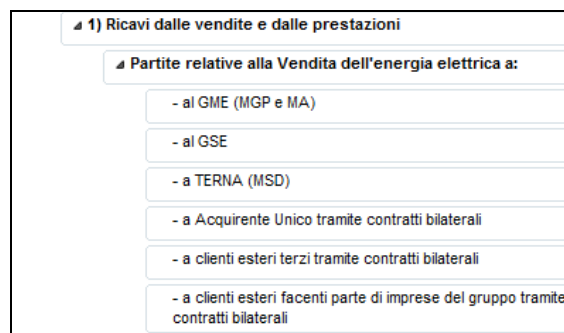 1) Ricavi dalle vendite e dalle prestazioni
Partite relative alla Vendita dell'energia elettrica a:
- al GME (MGP e MA)
- al GSE
- a TERNA (MSD)
- a Acquirente Unico tramite contratti bilaterali
- a clienti esteri terzi tramite contratti bilaterali
- a clienti esteri facenti parte di imprese del gruppo tramite
contratti bilaterali